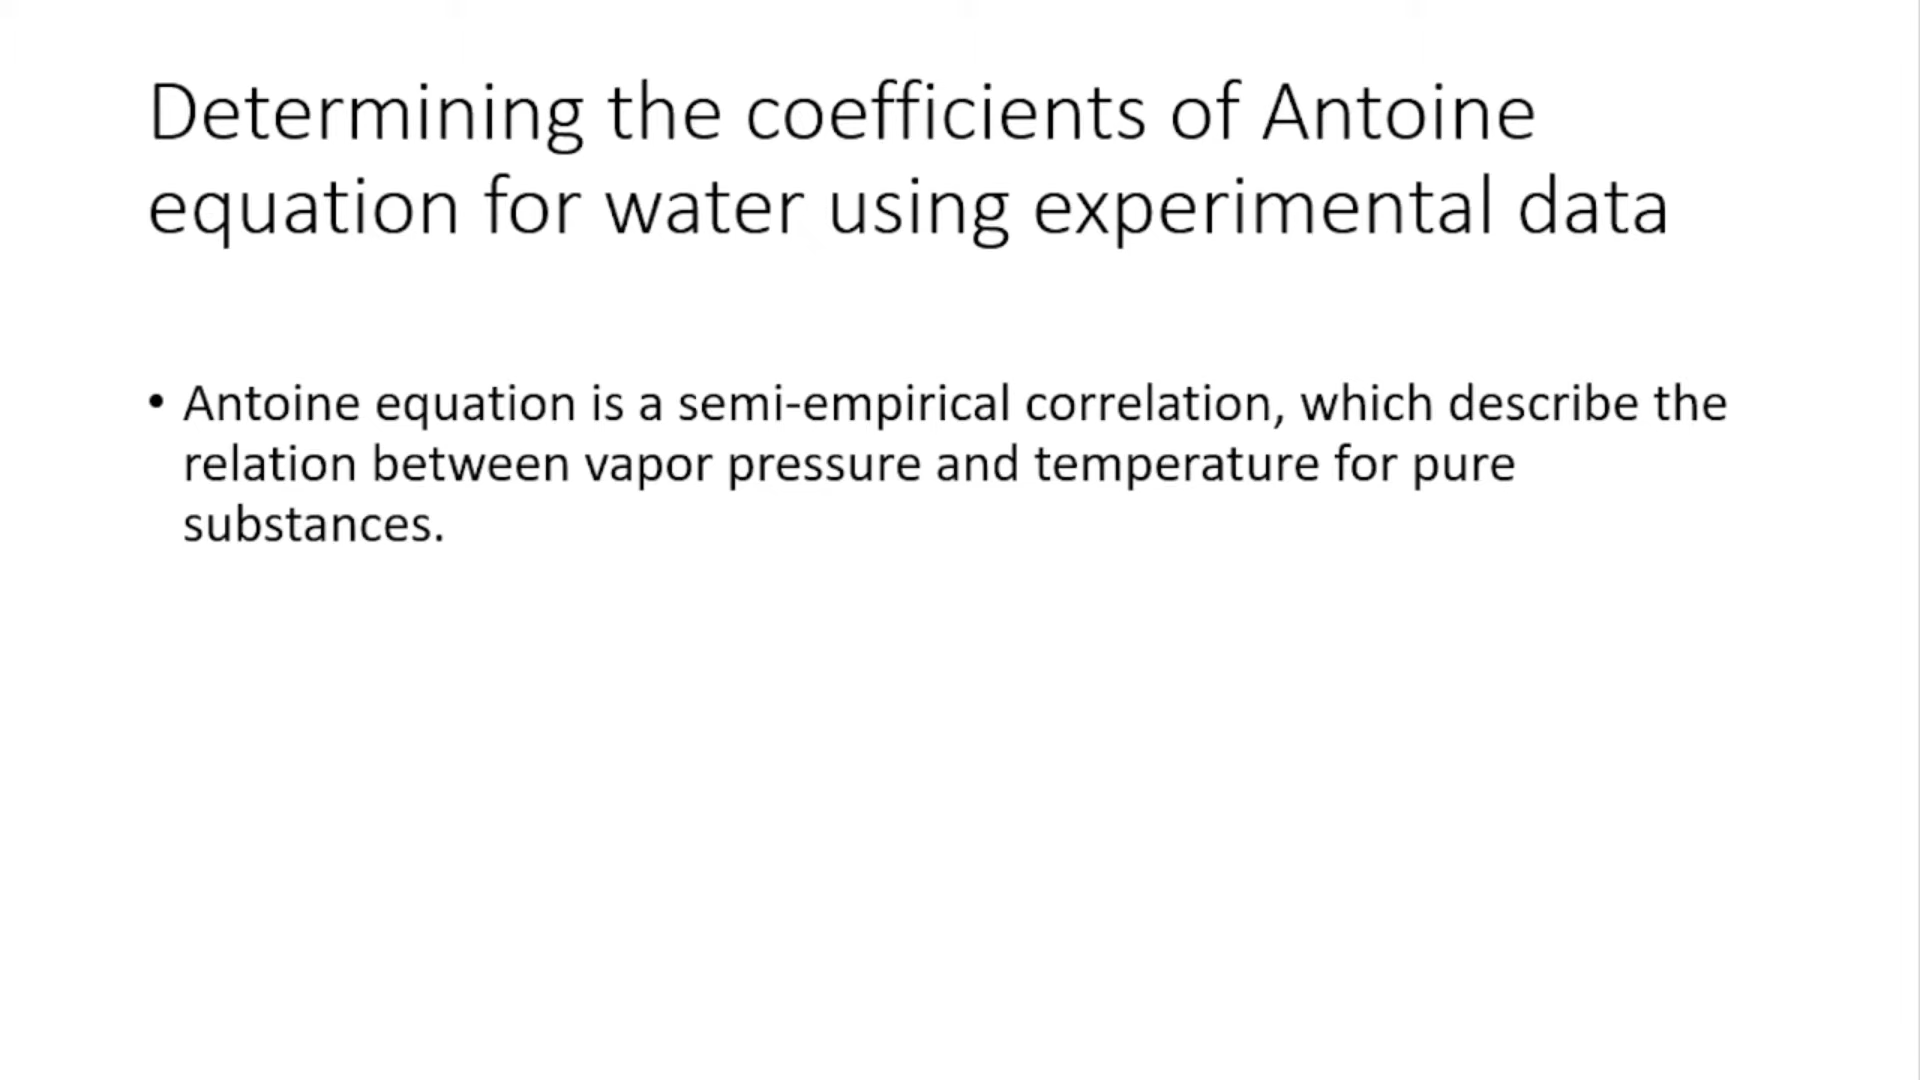 Determining the coefficients of Antoine
equation for water using experimental data
• Antoine equation is a semi-empirical correlation, which describe the
relation between vapor pressure and temperature for pure
substances.